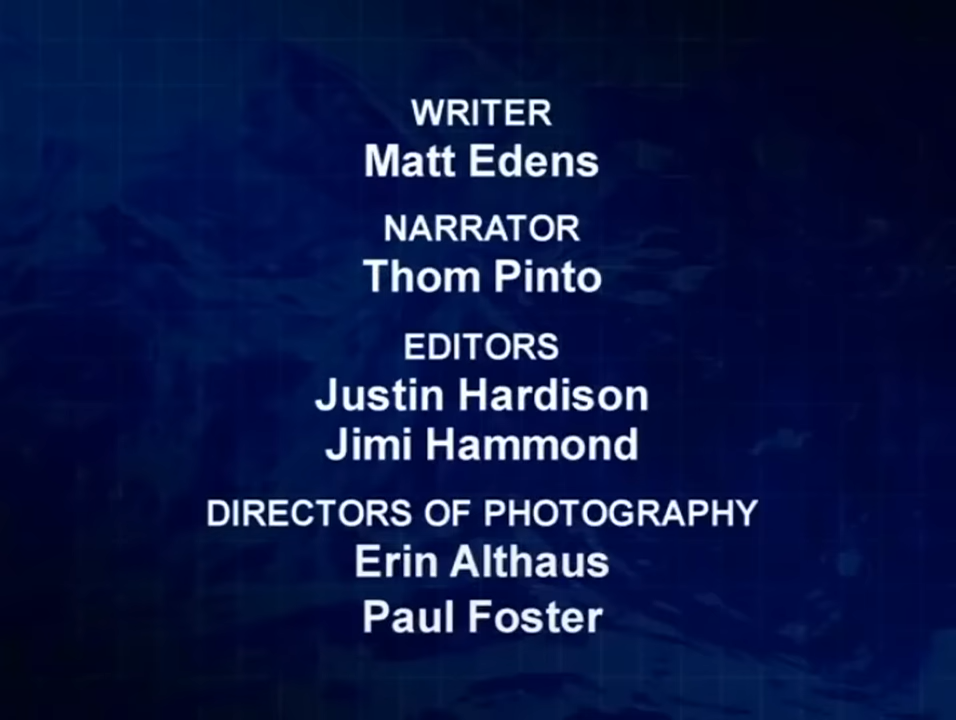 WRITER
Matt Edens
NARRATOR
Thom Pinto
EDITORS
Justin Hardison
Jimi Hammond
DIRECTORS OF PHOTOGRAPHY
Erin Althaus
Paul Foster